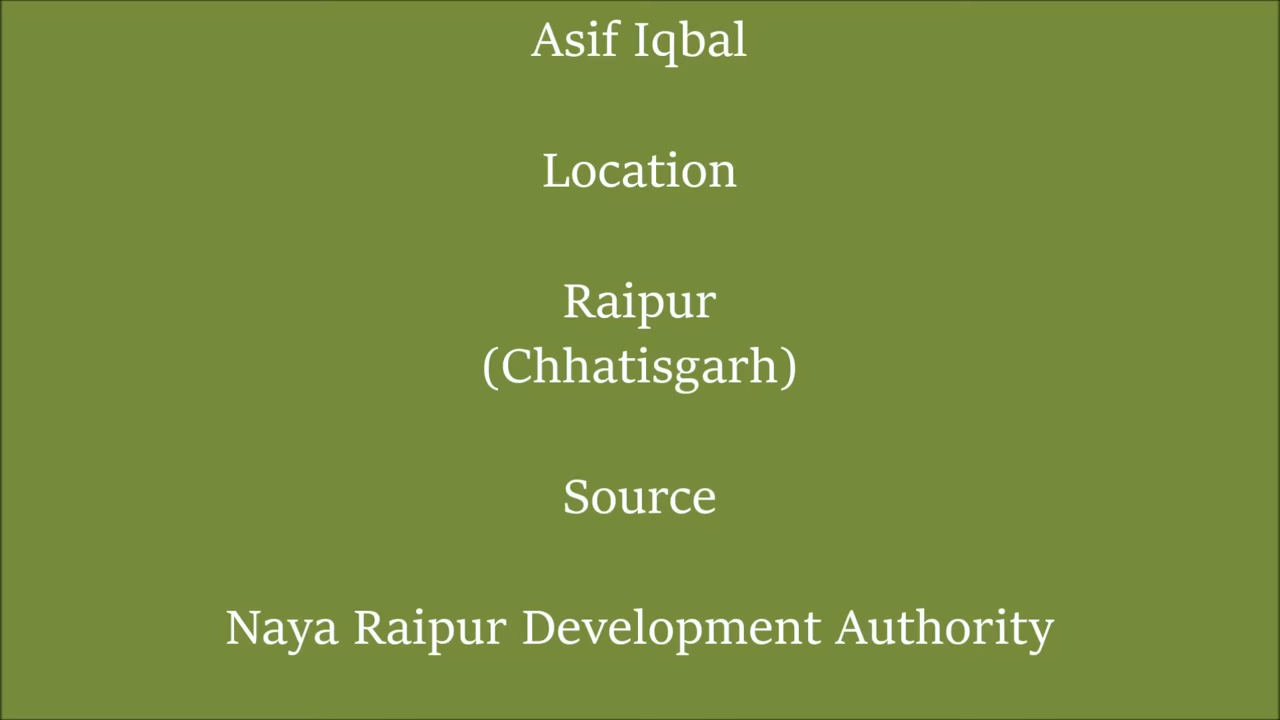 Asif Iqbal
Location
Raipur
(Chhatisgarh)
Source
Naya Raipur Development Authority